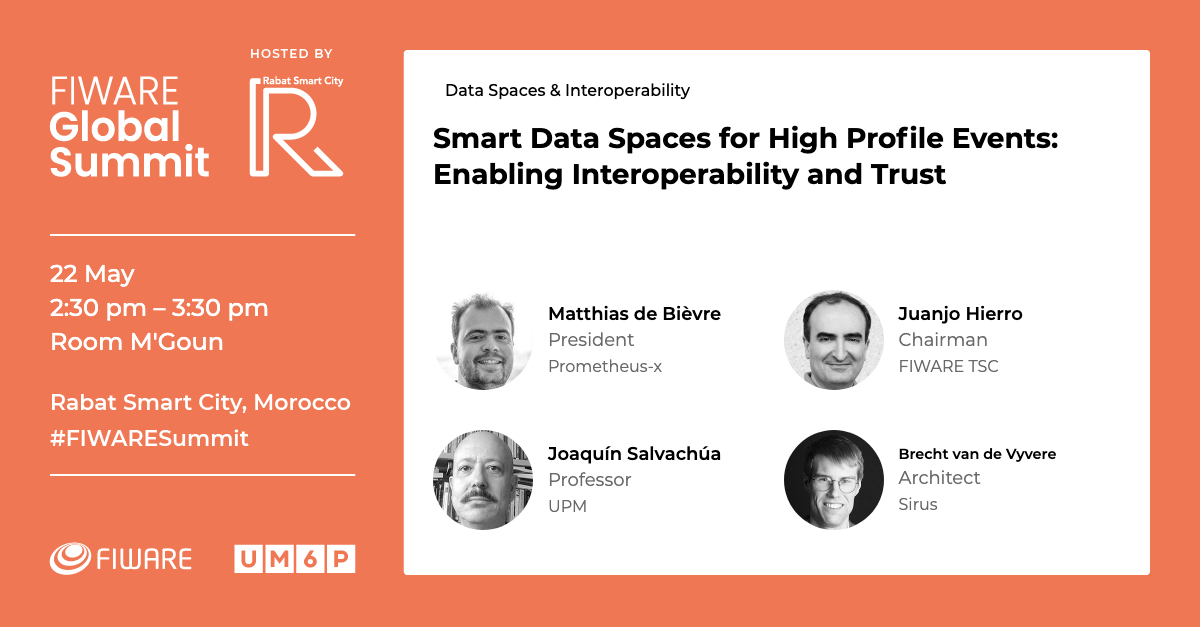 FIWARE
Global
Summit
HOSTED BY
Rabat Smart City
R
22 May
2:30 pm – 3:30 pm
Room M'Goun
Rabat Smart City, Morocco
#FIWARESummit
FIWARE
UM6P
Data Spaces & Interoperability
Smart Data Spaces for High Profile Events:
Enabling Interoperability and Trust
Matthias de Bièvre
President
Prometheus-x
Juanjo Hierro
Chairman
FIWARE TSC
Joaquín Salvachúa
Professor
UPM
Brecht van de Vyvere
Architect
Sirus